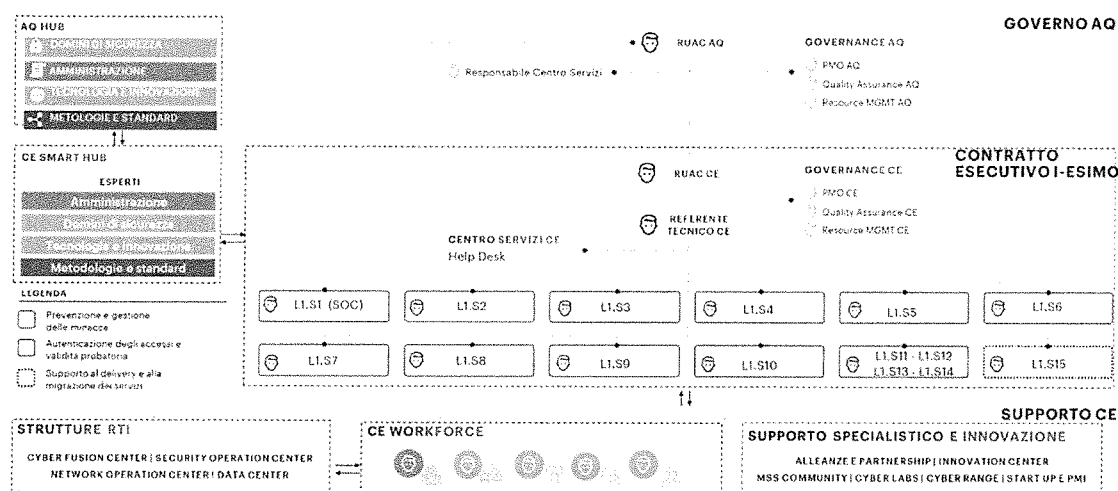 AQ HUB
DOMINI DI SICUREZZA
AMMINISTRAZIONE
TECNOLOGIA E INNOVAZIONE
METOLOGIE E STANDARD
GOVERNO AQ
RUAC AQ
Responsabile Centro Servizi
GOVERNANCE AQ
PMO AQ
Quality Assurance AQ
Resource MGMT AQ
CE SMART HUB
ESPERTI
Amministrazione
Domini di sicurezza
Tecnologia e Innovazione
Metodologie e standard
CONTRATTO
ESECUTIVO I-ESIMO
RUAC CE
REFERENTE
TECNICO CE
GOVERNANCE CE
PMO CE
Quality Assurance CE
Resource MGMT CE
CENTRO SERVIZI CE
Help Desk
L1.S1 (SOC)
L1.S2
L1.S3
L1.S4
L1.S5
L1.S6
L1.S7
L1.S8
L1.S9
L1.S10
L1.S11 - L1.S12
L1.S13 - L1.S14
L1.S15
LEGENDA
Prevenzione e gestione
delle minacce
Autenticazione degli accessi e
validità probatoria
Supporto al delivery e alla
migrazione dei servizi
SUPPORTO CE
STRUTTURE RTI
CYBER FUSION CENTER | SECURITY OPERATION CENTER
NETWORK OPERATION CENTER | DATA CENTER
CE WORKFORCE
SUPPORTO SPECIALISTICO E INNOVAZIONE
ALLEANZE E PARTNERSHIP | INNOVATION CENTER
MSS COMMUNITY | CYBER LABS | CYBER RANGE | START UP E PMI